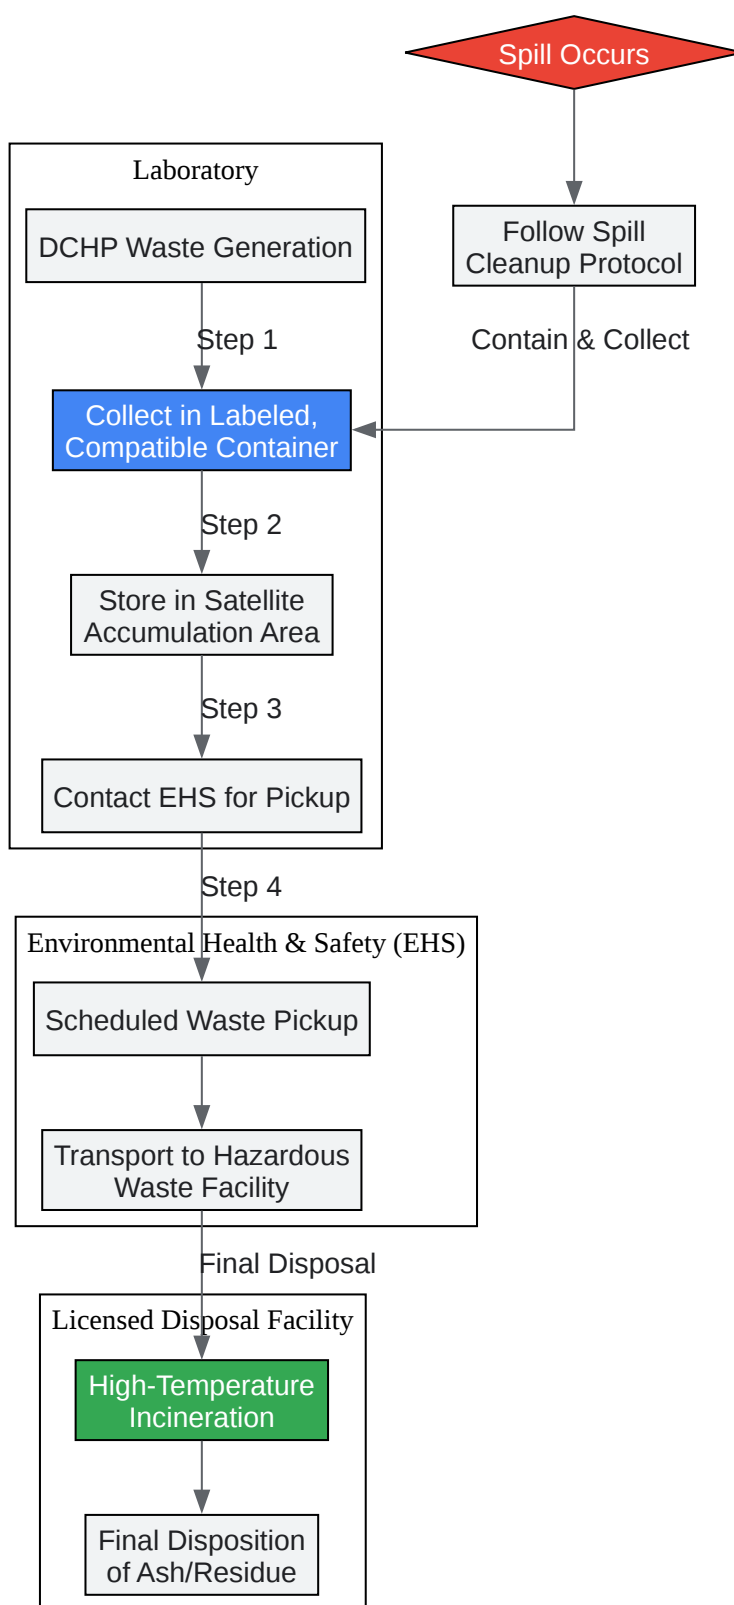 Spill Occurs
Laboratory
DCHP Waste Generation
Follow Spill
Cleanup Protocol
Step 1
Contain & Collect
Collect in Labeled,
Compatible Container
Step 2
Store in Satellite
Accumulation Area
Step 3
Contact EHS for Pickup
Step 4
Environmental Health & Safety (EHS)
Scheduled Waste Pickup
Transport to Hazardous
Waste Facility
Final Disposal
Licensed Disposal Facility
High-Temperature
Incineration
Final Disposition
of Ash/Residue